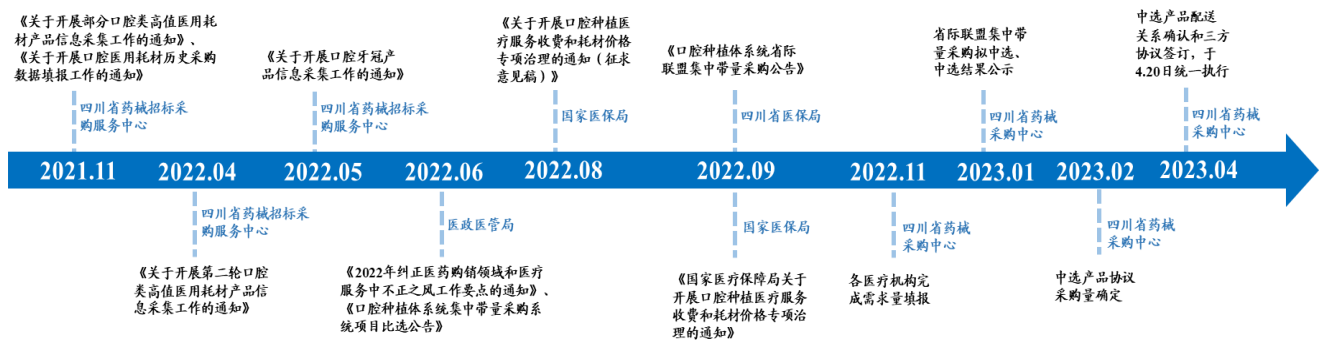 《关于开展部分口腔类高值医用耗
材产品信息采集工作的通知》、
《关于开展口腔医用耗材历史采购
数据填报工作的通知》
四川省药械招标采
购服务中心
《关于开展口腔牙冠产
品信息采集工作的通知》
四川省药械招标采
购服务中心
《关于开展口腔种植医
疗服务收费和耗材价格
专项治理的通知（征求
意见稿）》
国家医保局
《口腔种植体系统省际
联盟集中带量采购公告》
四川省医保局
省际联盟集中带
量采购拟中选、
中选结果公示
四川省药械
采购中心
中选产品配送
关系确认和三方
协议签订，于
4.20日统一执行
四川省药械
采购中心
2021.11
2022.04
2022.05
2022.06
2022.08
2022.09
2022.11
2023.01
2023.02
2023.04
四川省药械招标采
购服务中心
《关于开展第二轮口腔
类高值医用耗材产品信
息采集工作的通知》
医政医管局
《2022年纠正医药购销领域和医疗
服务中不正之风工作要点的通知》、
《口腔种植体系统集中带量采购系
统项目比选公告》
国家医保局
《国家医疗保障局关于
开展口腔种植医疗服务
收费和耗材价格专项治
理的通知》
四川省药械
采购中心
各医疗机构完
成需求量填报
四川省药械
采购中心
中选产品协议
采购量确定